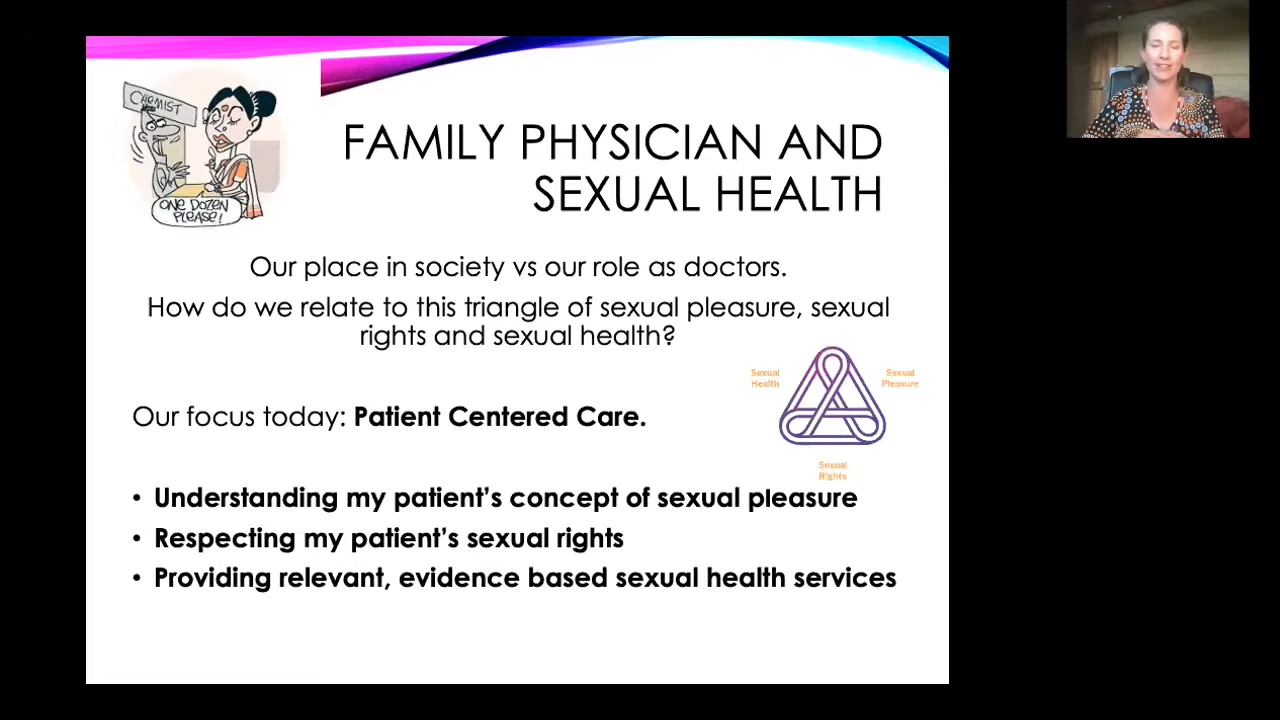 CHEMIST
ONE DOZEN
PLEASE!
FAMILY PHYSICIAN AND
SEXUAL HEALTH
Our place in society vs our role as doctors.
How do we relate to this triangle of sexual pleasure, sexual
rights and sexual health?
Sexual
Health
Sexual
Pleasure
Our focus today: Patient Centered Care.
Sexual
Rights
• Understanding my patient's concept of sexual pleasure
• Respecting my patient's sexual rights
• Providing relevant, evidence based sexual health services